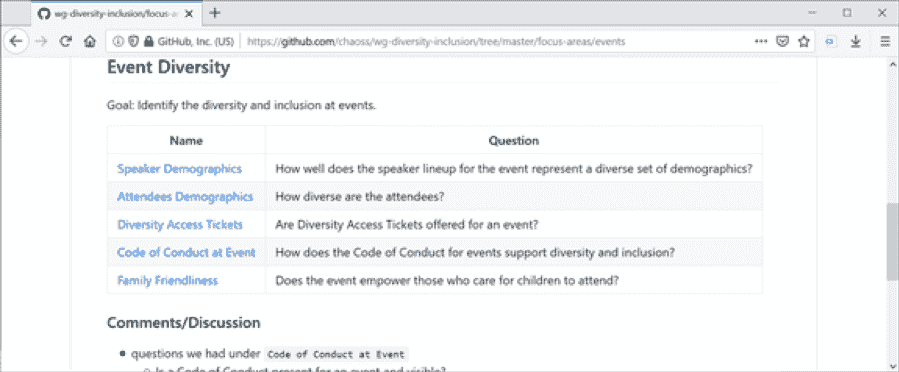 wg-diversity-inclusion/focus-ar
GitHub, Inc. (US) https://github.com/chaoss/wg-diversity-inclusion/tree/master/focus-areas/events
Event Diversity
Goal: Identify the diversity and inclusion at events.
Name Question
Speaker Demographics How well does the speaker lineup for the event represent a diverse set of demographics?
Attendees Demographics How diverse are the attendees?
Diversity Access Tickets Are Diversity Access Tickets offered for an event?
Code of Conduct at Event How does the Code of Conduct for events support diversity and inclusion?
Family Friendliness Does the event empower those who care for children to attend?
Comments/Discussion
questions we had under Code of Conduct at Event
Is a Code of Conduct present for an event and visible?